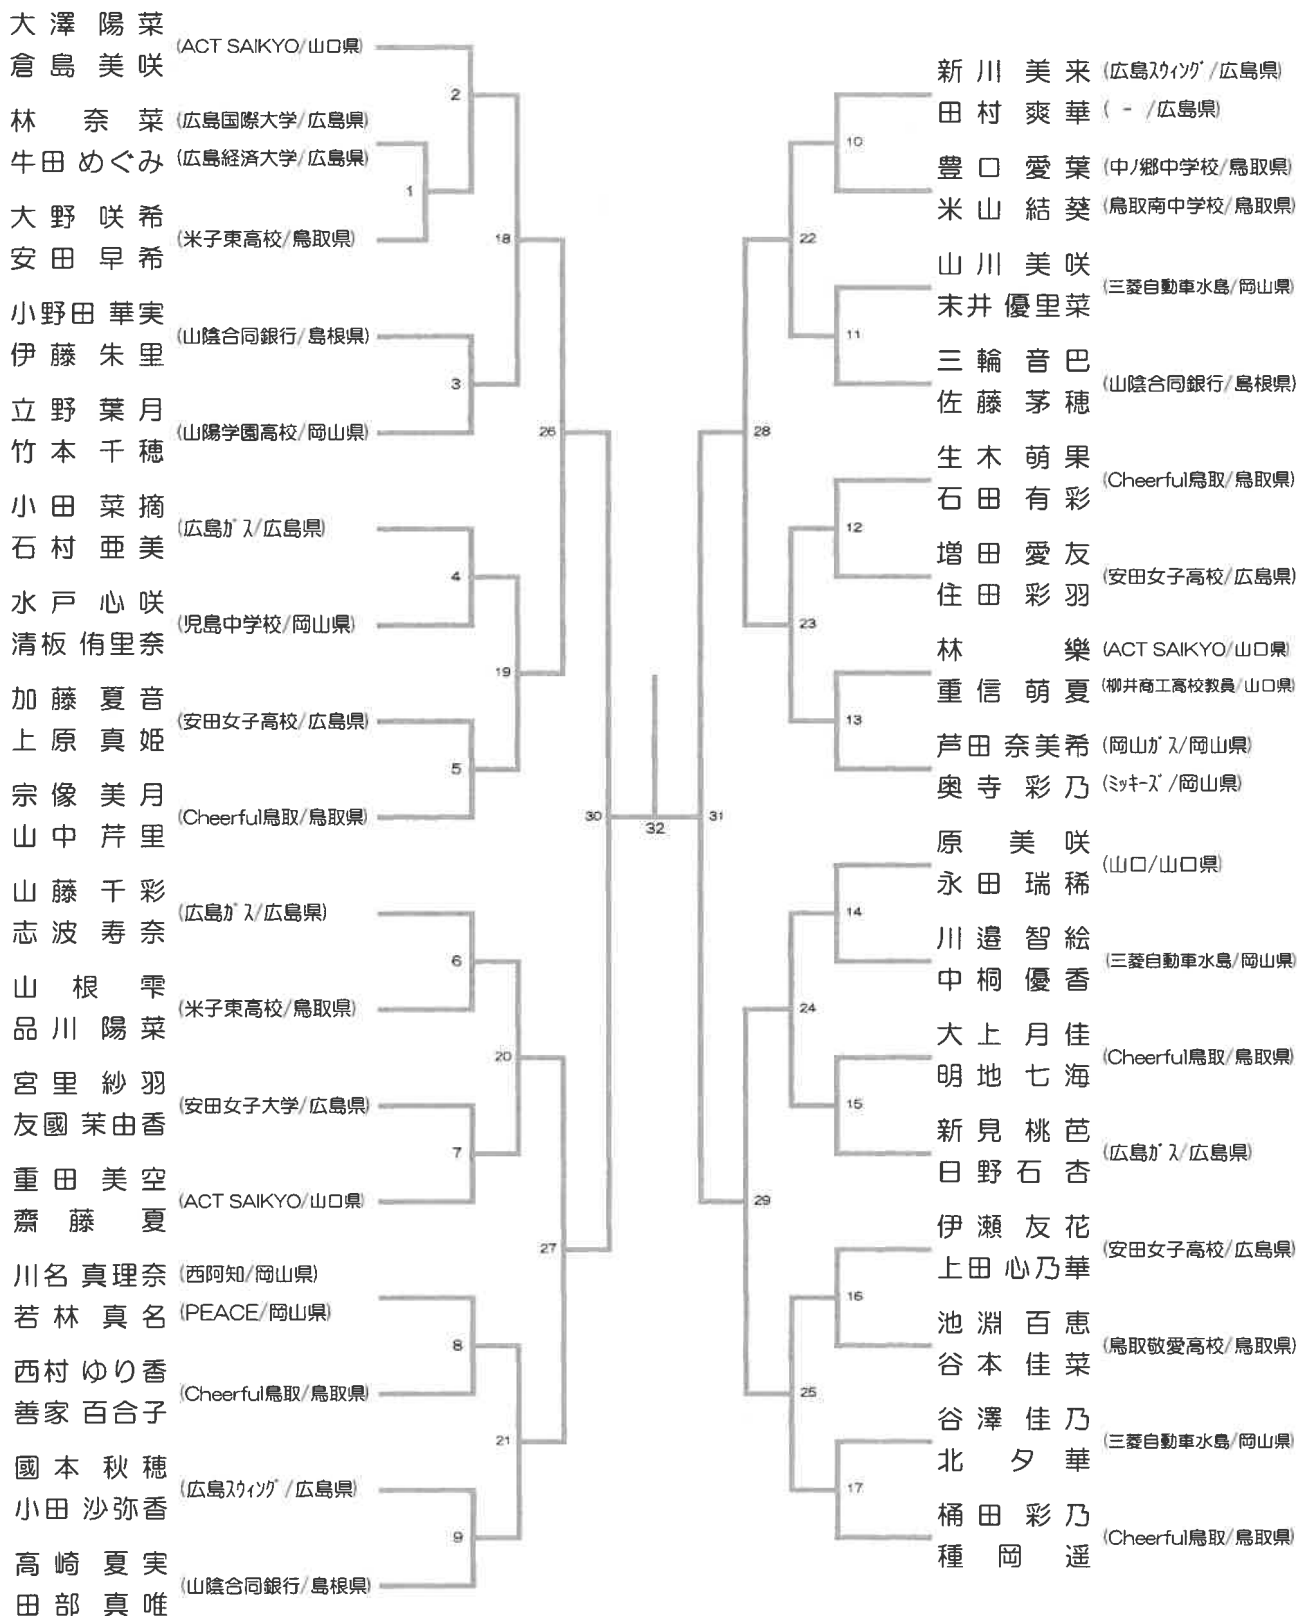 大澤 陽菜
倉島 美咲
(ACT SAIKYO/山口県)
林 奈菜 (広島国際大学/広島県)
牛田 めぐみ (広島経済大学/広島県)
大野 咲希
安田 早希
(米子東高校/鳥取県)
小野田 華実
伊藤 朱里
(山陰合同銀行/島根県)
立野 葉月
竹本 千穂
(山陽学園高校/岡山県)
小田 菜摘
石村 亜美
(広島ガス/広島県)
水戸 心咲
清板 侑里奈
(児島中学校/岡山県)
加藤 夏音
上原 真姫
(安田女子高校/広島県)
宗像 美月
山中 芹里
(Cheerful鳥取/鳥取県)
山藤 千彩
志波 寿奈
(広島ガス/広島県)
山根 雫
品川 陽菜
(米子東高校/鳥取県)
宮里 紗羽
友國 茉由香
(安田女子大学/広島県)
重田 美空
齋藤 夏
(ACT SAIKYO/山口県)
川名 真理奈 (西阿知/岡山県)
若林 真名 (PEACE/岡山県)
西村 ゆり香
善家 百合子
(Cheerful鳥取/鳥取県)
國本 秋穂
小田 沙弥香
(広島スウィング/広島県)
高崎 夏実
田部 真唯
(山陰合同銀行/島根県)
1
2
3
4
5
6
7
8
9
18
19
20
21
26
27
30
32
31
28
29
22
23
24
25
10
11
12
13
14
15
16
17
新川 美来 (広島スウィング/広島県)
田村 爽華 ( - /広島県)
豊口 愛葉 (中ノ郷中学校/鳥取県)
米山 結葵 (鳥取南中学校/鳥取県)
山川 美咲
末井 優里菜
(三菱自動車水島/岡山県)
三輪 音巴
佐藤 茅穂
(山陰合同銀行/島根県)
生木 萌果
石田 有彩
(Cheerful鳥取/鳥取県)
増田 愛友
住田 彩羽
(安田女子高校/広島県)
林 樂 (ACT SAIKYO/山口県)
重信 萌夏 (柳井商工高校教員/山口県)
芦田 奈美希 (岡山ガス/岡山県)
奥寺 彩乃 (ミッキーズ/岡山県)
原 美咲
永田 瑞稀
(山口/山口県)
川邉 智絵
中桐 優香
(三菱自動車水島/岡山県)
大上 月佳
明地 七海
(Cheerful鳥取/鳥取県)
新見 桃芭
日野石 杏
(広島ガス/広島県)
伊瀬 友花
上田 心乃華
(安田女子高校/広島県)
池淵 百恵
谷本 佳菜
(鳥取敬愛高校/鳥取県)
谷澤 佳乃
北 夕華
(三菱自動車水島/岡山県)
桶田 彩乃
種岡 遥
(Cheerful鳥取/鳥取県)